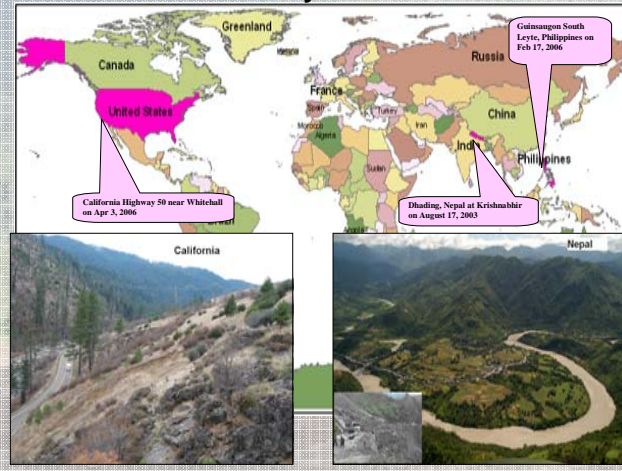 Greenland
Canada
United States
Russia
France
Spain
Turkey
Morocco
Algeria
Iran
China
India
Sudan
Philippines
Guinsaugon South
Leyte, Philippines on
Feb 17, 2006
California Highway 50 near Whitehall
on Apr 3, 2006
Dhading, Nepal at Krishnabhir
on August 17, 2003
California
Nepal